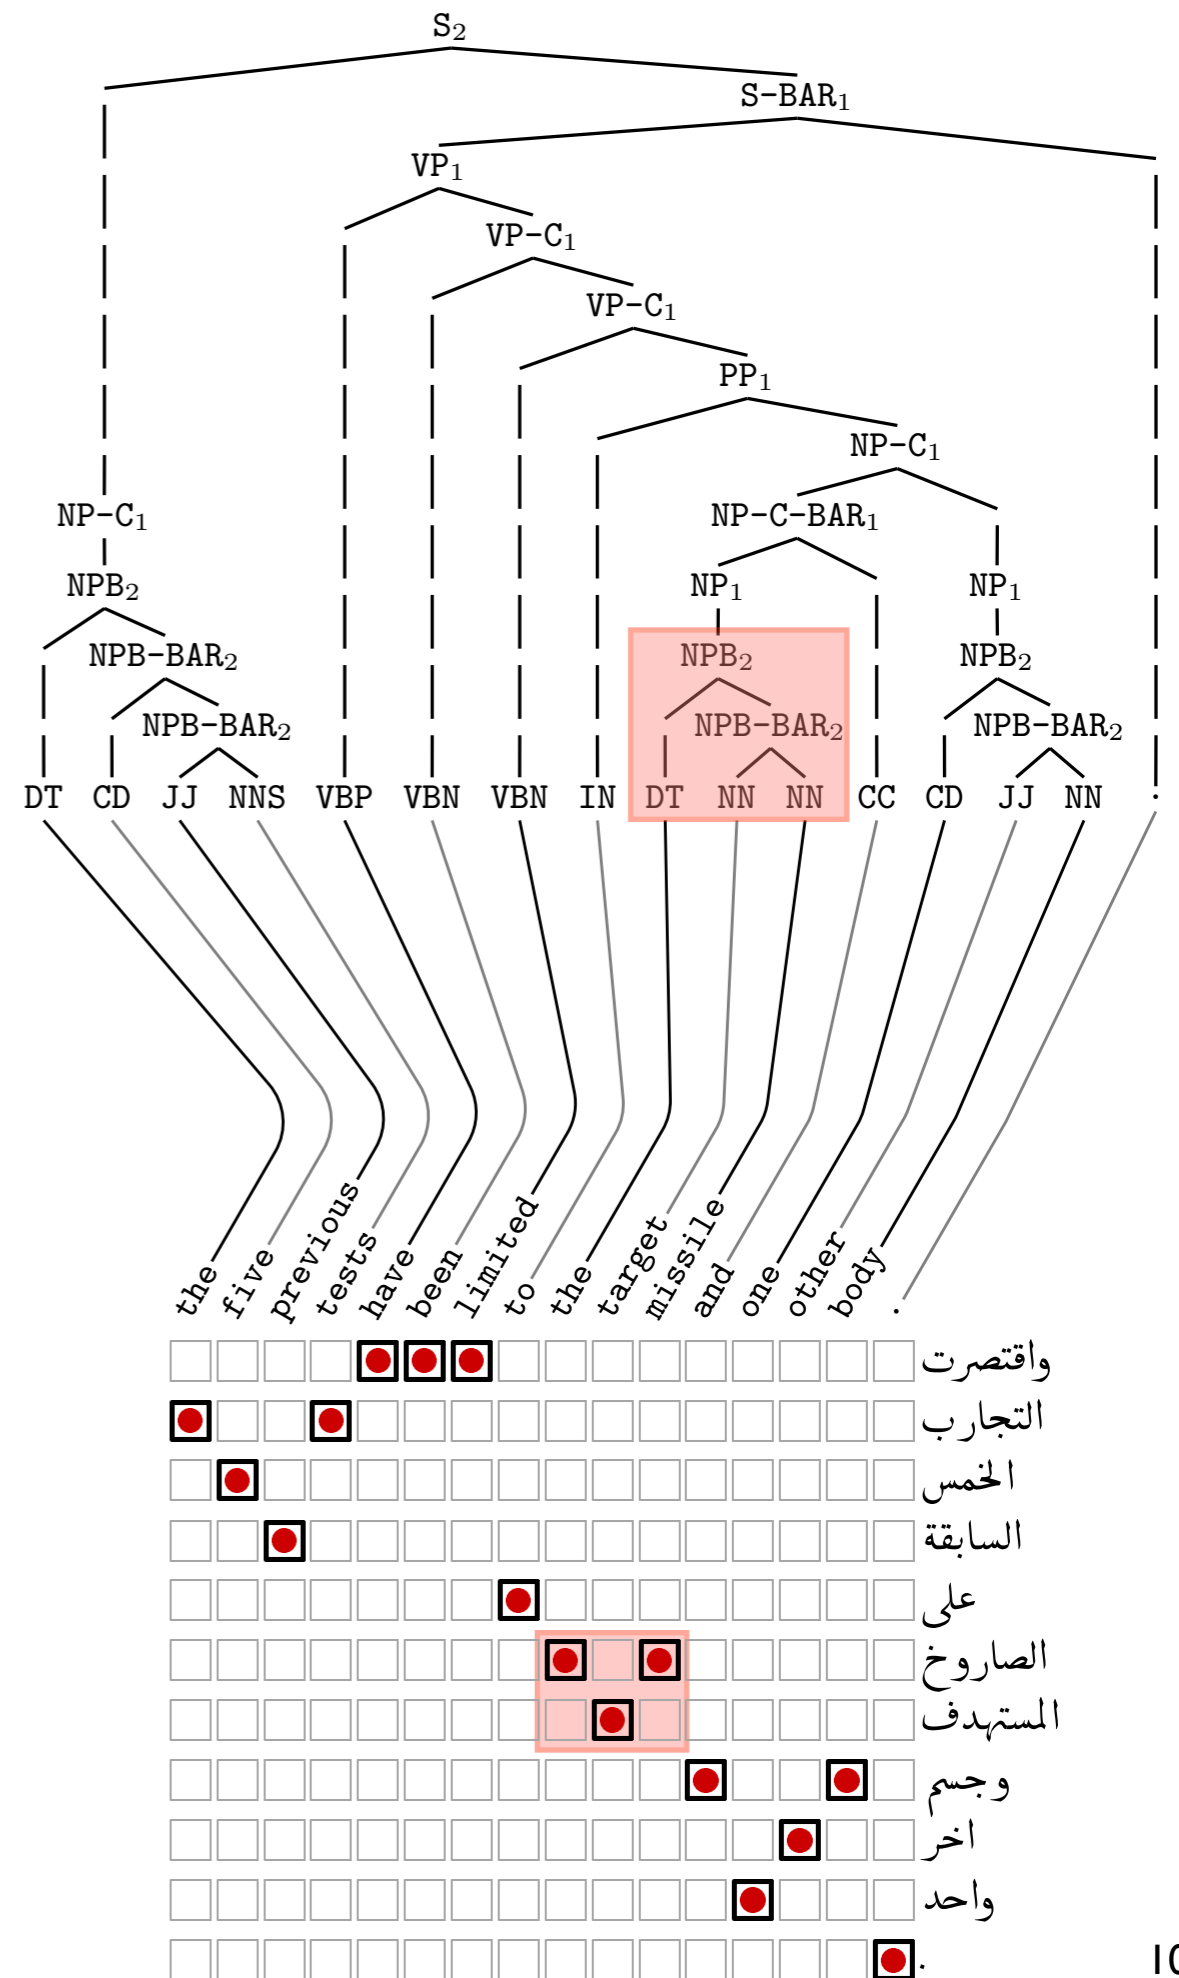 S₂
S-BAR₁
VP₁
VP-C₁
VP-C₁
PP₁
NP-C₁
NP-C₁ NP-C-BAR₁
NPB₂ NP₁ NP₁
NPB-BAR₂ NPB₂ NPB₂
NPB-BAR₂ NPB-BAR₂ NPB-BAR₂
DT CD JJ NNS VBP VBN VBN IN DT NN NN CC CD JJ NN .
the five previous tests have been limited to the target missile and one other body .
واقتصرت
التجارب
الخمس
السابقة
على
الصاروخ
المستهدف
وجسم
اخر
واحد
.